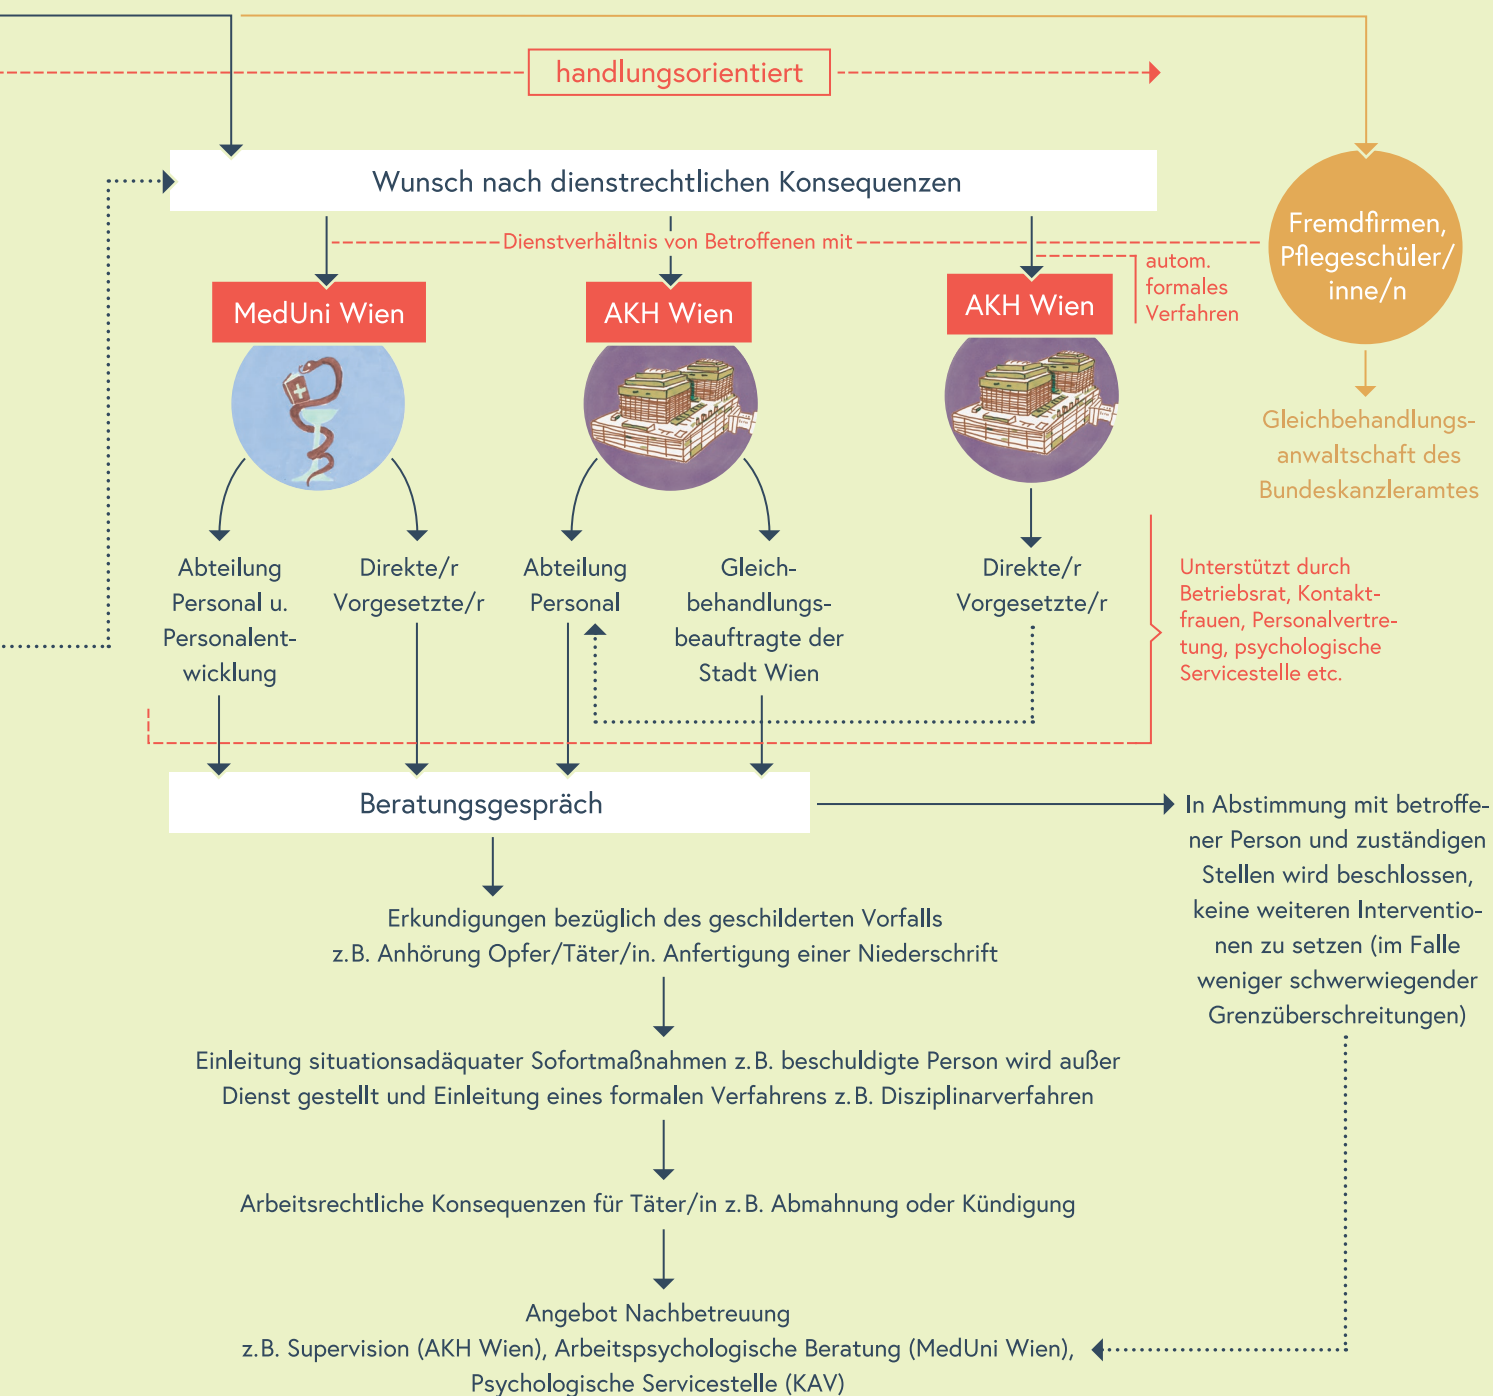 handlungsorientiert
Wunsch nach dienstrechtlichen Konsequenzen
Dienstverhältnis von Betroffenen mit
MedUni Wien
AKH Wien
AKH Wien
autom.
formales
Verfahren
Fremdfirmen,
Pflegeschüler/
inne/n
Gleichbehandlungs-
anwaltschaft des
Bundeskanzleramtes
Abteilung
Personal u.
Personalent-
wicklung
Direkte/r
Vorgesetzte/r
Abteilung
Personal
Gleich-
behandlungs-
beauftragte der
Stadt Wien
Direkte/r
Vorgesetzte/r
Unterstützt durch
Betriebsrat, Kontakt-
frauen, Personalvertre-
tung, psychologische
Servicestelle etc.
Beratungsgespräch
In Abstimmung mit betroffe-
ner Person und zuständigen
Stellen wird beschlossen,
keine weiteren Interventio-
nen zu setzen (im Falle
weniger schwerwiegender
Grenzüberschreitungen)
Erkundigungen bezüglich des geschilderten Vorfalls
z.B. Anhörung Opfer/Täter/in. Anfertigung einer Niederschrift
Einleitung situationsadäquater Sofortmaßnahmen z.B. beschuldigte Person wird außer
Dienst gestellt und Einleitung eines formalen Verfahrens z.B. Disziplinarverfahren
Arbeitsrechtliche Konsequenzen für Täter/in z.B. Abmahnung oder Kündigung
Angebot Nachbetreuung
z.B. Supervision (AKH Wien), Arbeitspsychologische Beratung (MedUni Wien),
Psychologische Servicestelle (KAV)